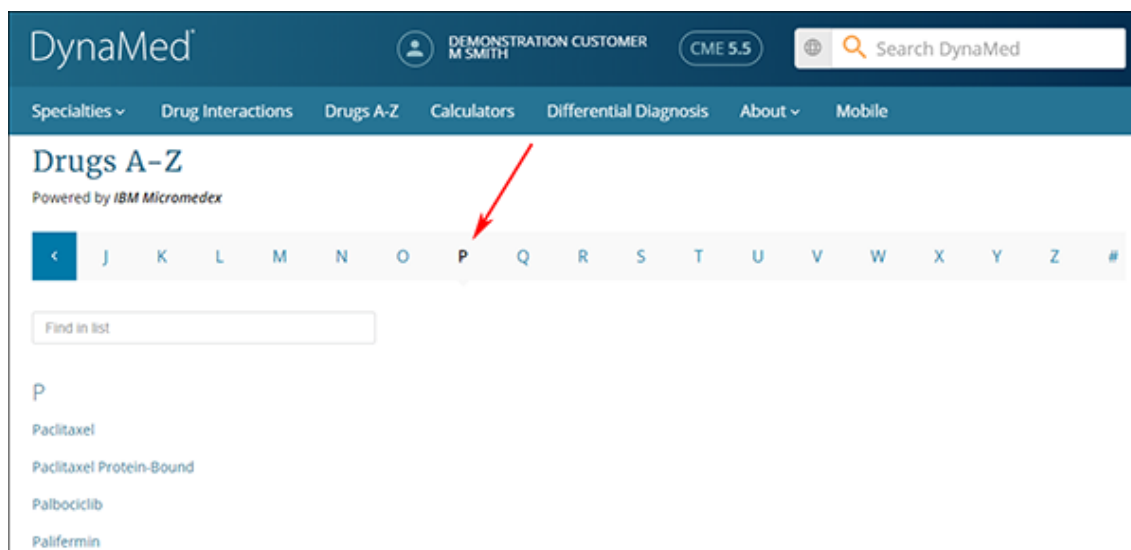 DynaMed
DEMONSTRATION CUSTOMER
M SMITH
CME 5.5
Search DynaMed
Specialties
Drug Interactions
Drugs A-Z
Calculators
Differential Diagnosis
About
Mobile
Drugs A–Z
Powered by IBM Micromedex
< J K L M N O P Q R S T U V W X Y Z #
Find in list
P
Paclitaxel
Paclitaxel Protein-Bound
Palbociclib
Palifermin